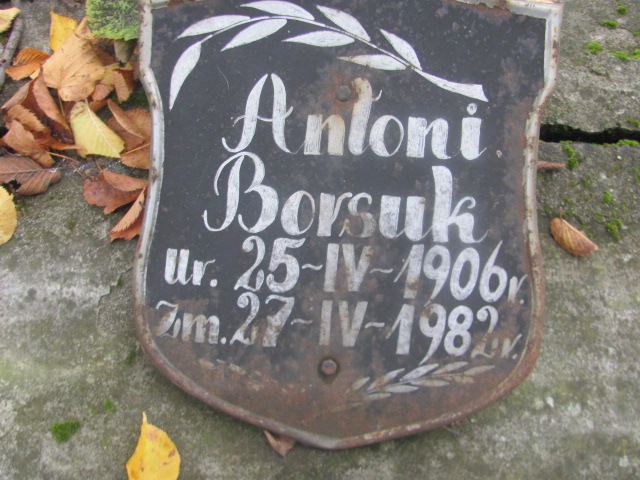 Antoni
Borsuk
ur. 25-IV-1906r.
Zm. 27-IV-1982r.